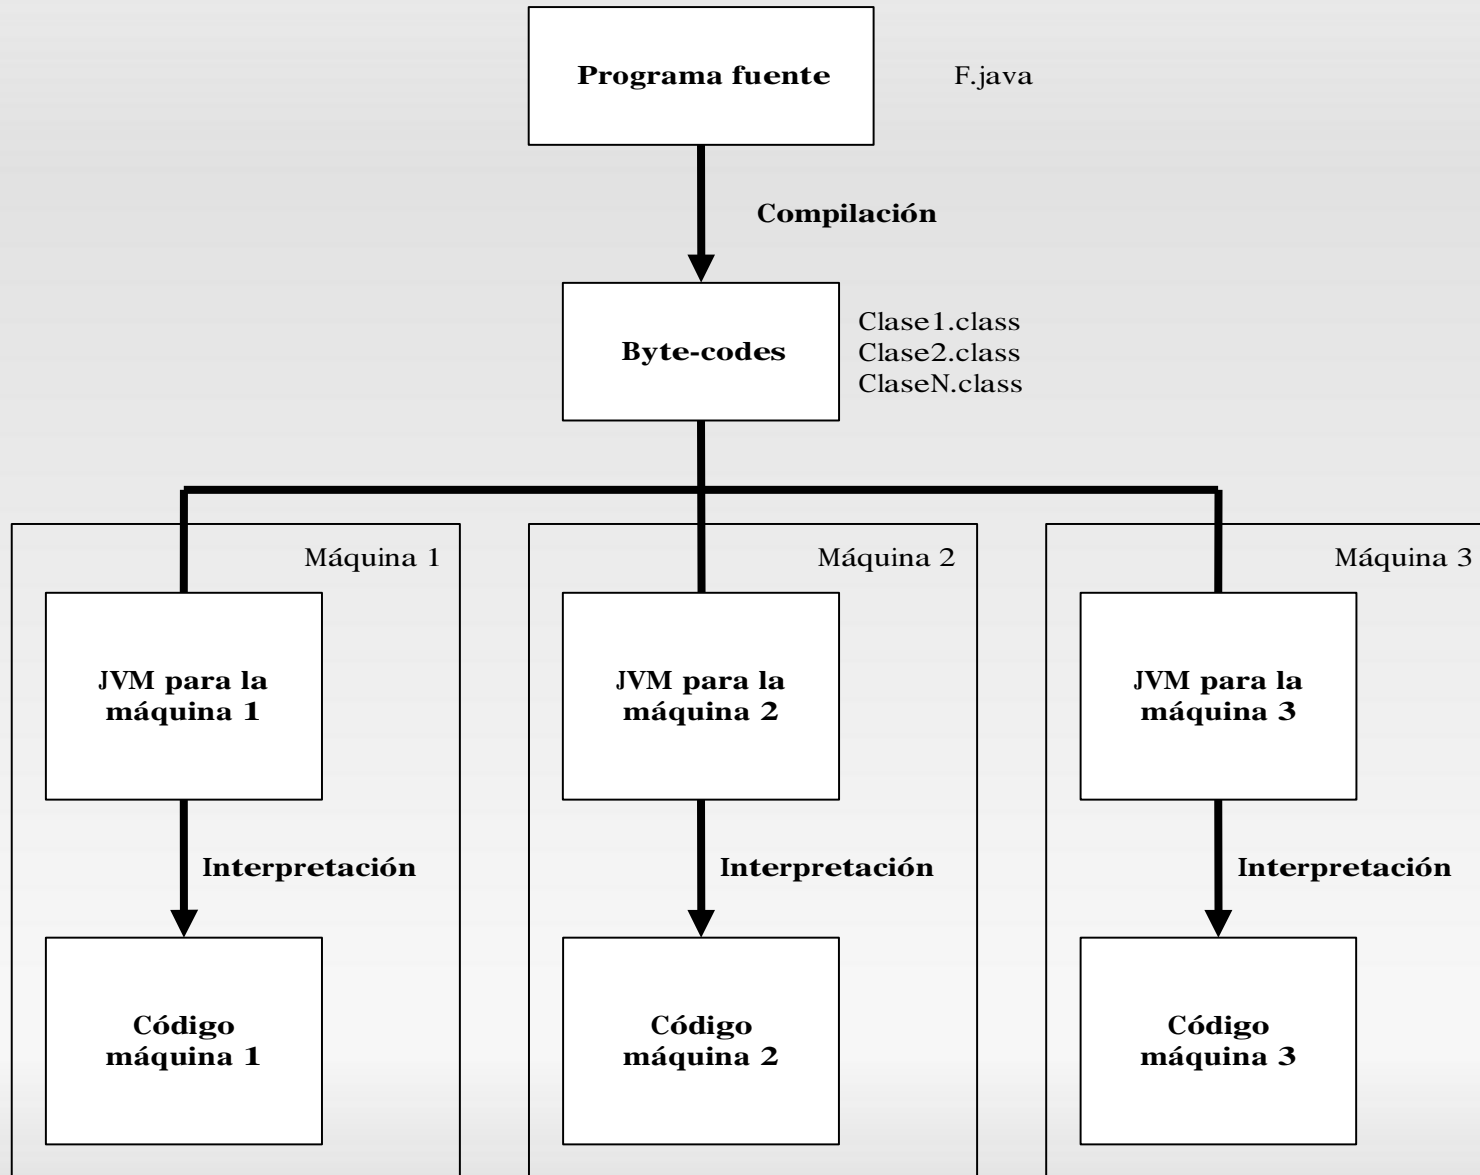 Programa fuente
F.java
Compilación
Byte-codes
Clase1.class
Clase2.class
ClaseN.class
Máquina 1
Máquina 2
Máquina 3
JVM para la
máquina 1
JVM para la
máquina 2
JVM para la
máquina 3
Interpretación
Interpretación
Interpretación
Código
máquina 1
Código
máquina 2
Código
máquina 3